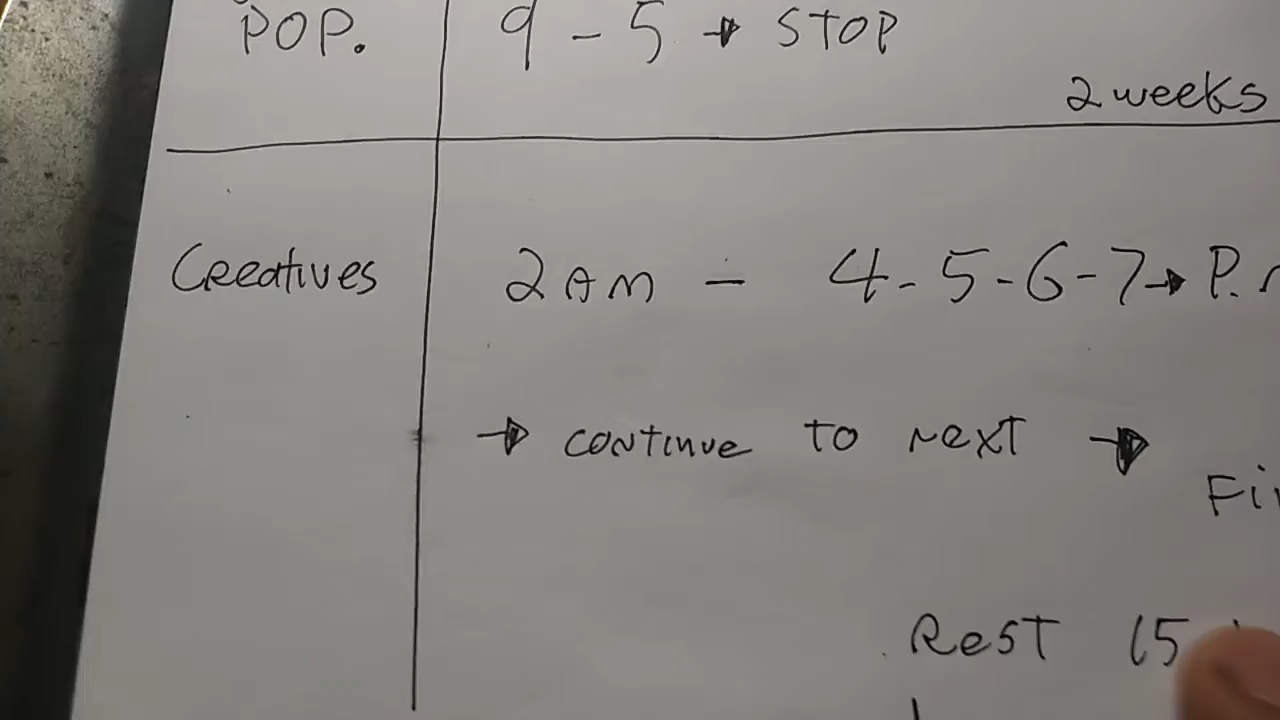 POP. 9 - 5 → STOP
2 weeks
Creatives 2 AM - 4-5-6-7→ P.
→ continue to next →
Rest 15